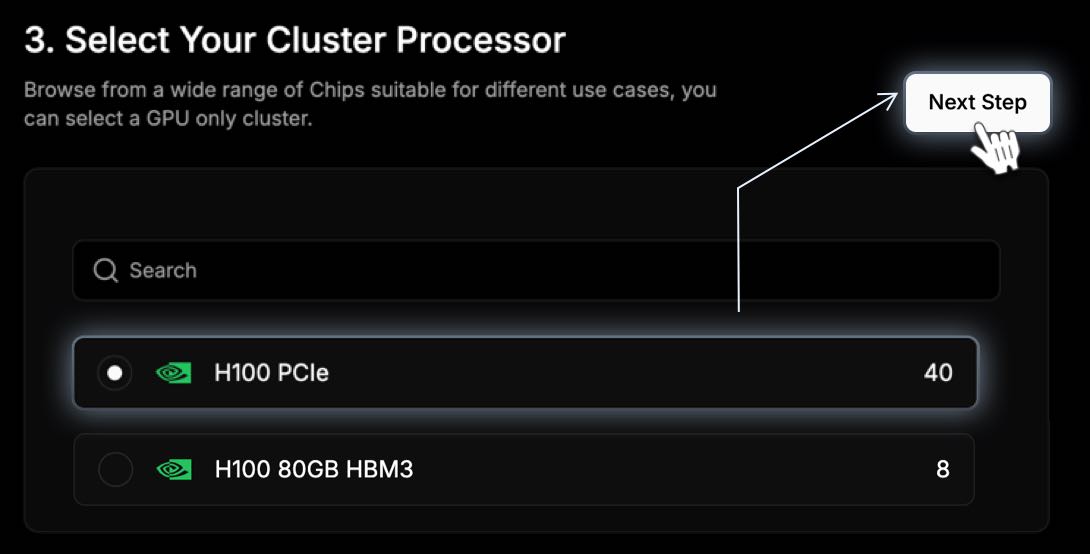 3. Select Your Cluster Processor
Browse from a wide range of Chips suitable for different use cases, you
can select a GPU only cluster.
Next Step
Search
H100 PCIe 40
H100 80GB HBM3 8